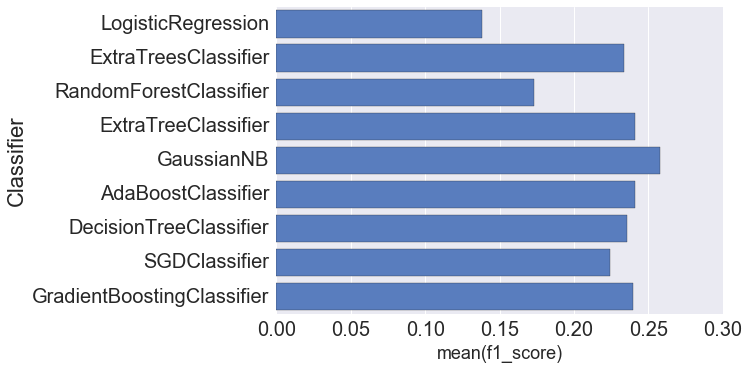 Classifier
LogisticRegression
ExtraTreesClassifier
RandomForestClassifier
ExtraTreeClassifier
GaussianNB
AdaBoostClassifier
DecisionTreeClassifier
SGDClassifier
GradientBoostingClassifier
0.00 0.05 0.10 0.15 0.20 0.25 0.30
mean(f1_score)